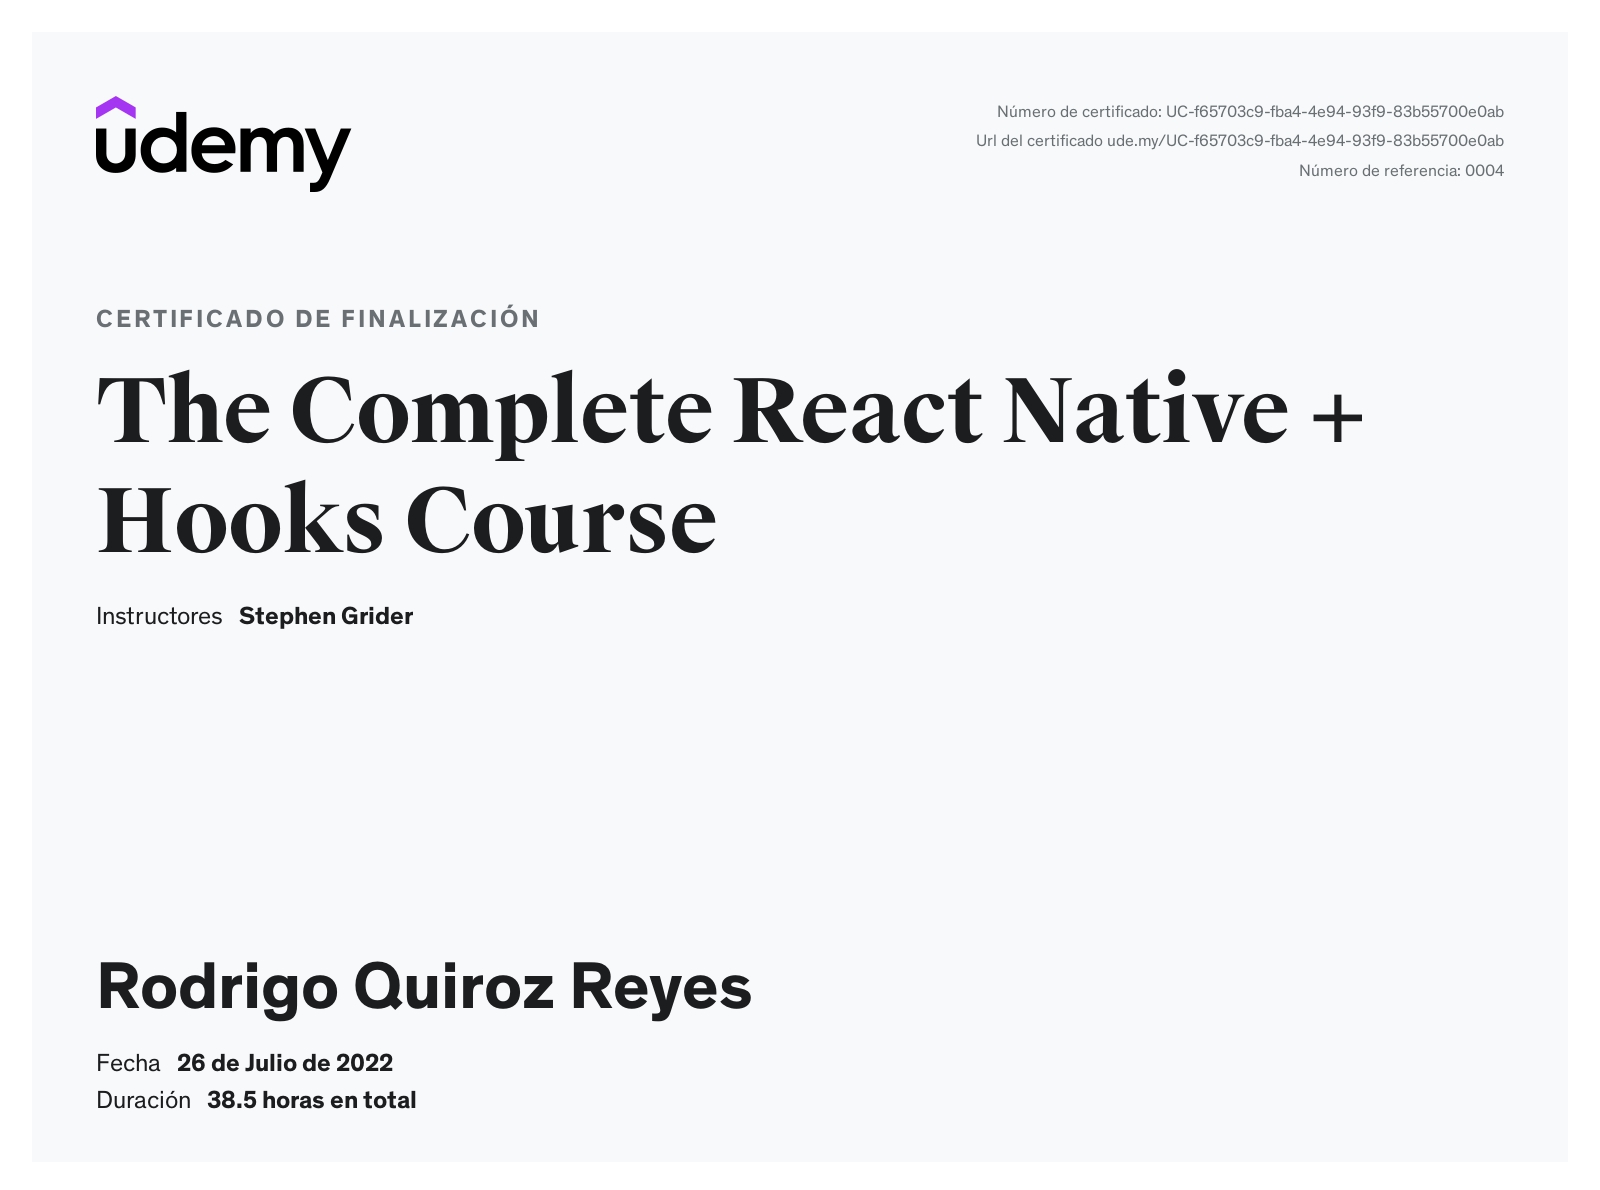 udemy
Número de certificado: UC-f65703c9-fba4-4e94-93f9-83b55700e0ab
Url del certificado ude.my/UC-f65703c9-fba4-4e94-93f9-83b55700e0ab
Número de referencia: 0004
CERTIFICADO DE FINALIZACIÓN
The Complete React Native +
Hooks Course
Instructores Stephen Grider
Rodrigo Quiroz Reyes
Fecha 26 de Julio de 2022
Duración 38.5 horas en total